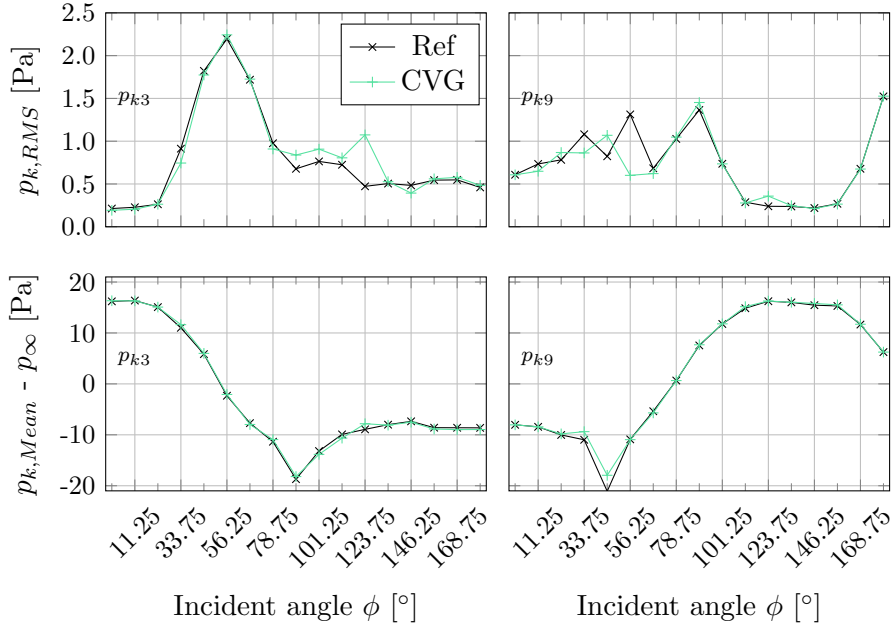 2.5
2.0
1.5
1.0
0.5
0.0
p_{k,RMS} [Pa]
p_{k3}
Ref
CVG
p_{k9}
20
10
0
-10
-20
p_{k,Mean} - p_∞ [Pa]
p_{k3}
p_{k9}
11.25 33.75 56.25 78.75 101.25 123.75 146.25 168.75
11.25 33.75 56.25 78.75 101.25 123.75 146.25 168.75
Incident angle ϕ [°]
Incident angle ϕ [°]